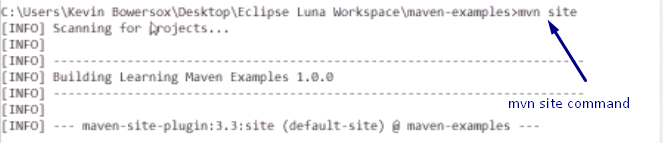 C:\Users\Kevin Bowersox\Desktop\Eclipse Luna Workspace\maven-examples>mvn site
[INFO] Scanning for projects...
[INFO]
[INFO] ------------------------------------------------------------------------
[INFO] Building Learning Maven Examples 1.0.0
[INFO] ------------------------------------------------------------------------
mvn site command
[INFO]
[INFO] --- maven-site-plugin:3.3:site (default-site) @ maven-examples ---